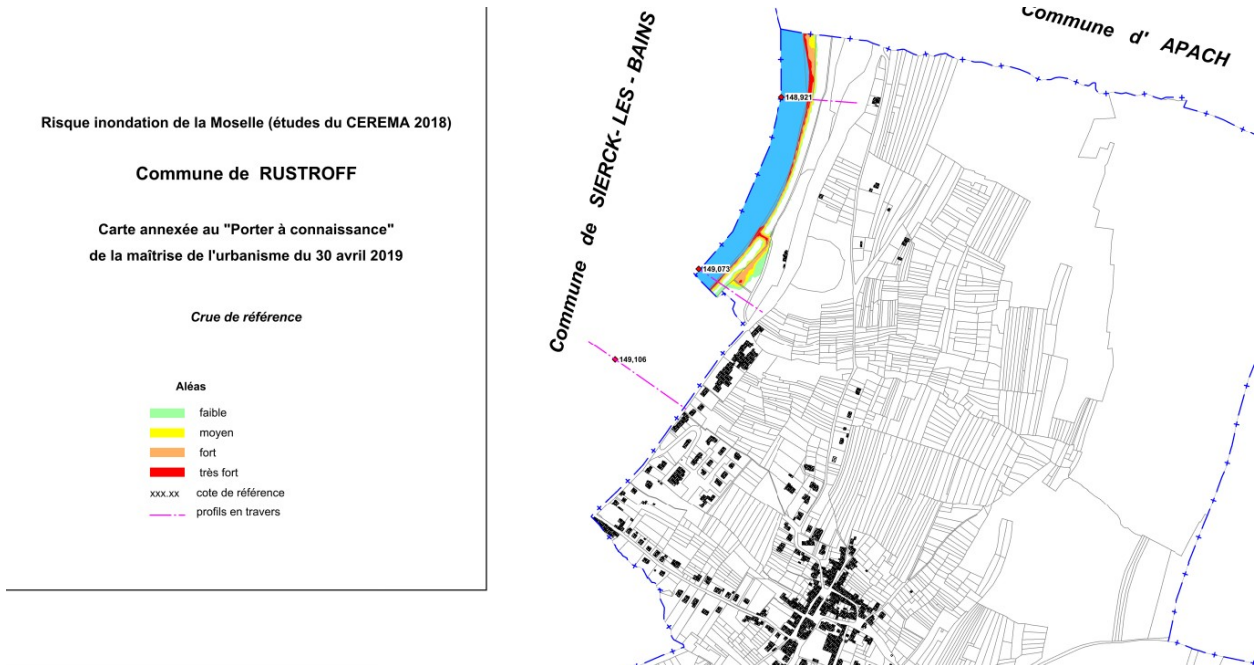 Risque inondation de la Moselle (études du CEREMA 2018)
Commune de RUSTROFF
Carte annexée au "Porter à connaissance"
de la maîtrise de l'urbanisme du 30 avril 2019
Crue de référence
Aléas
faible
moyen
fort
très fort
xxx.xx cote de référence
profils en travers
Commune de SIERCK- LES - BAINS
Commune d' APACH
148,921
149,073
149,106